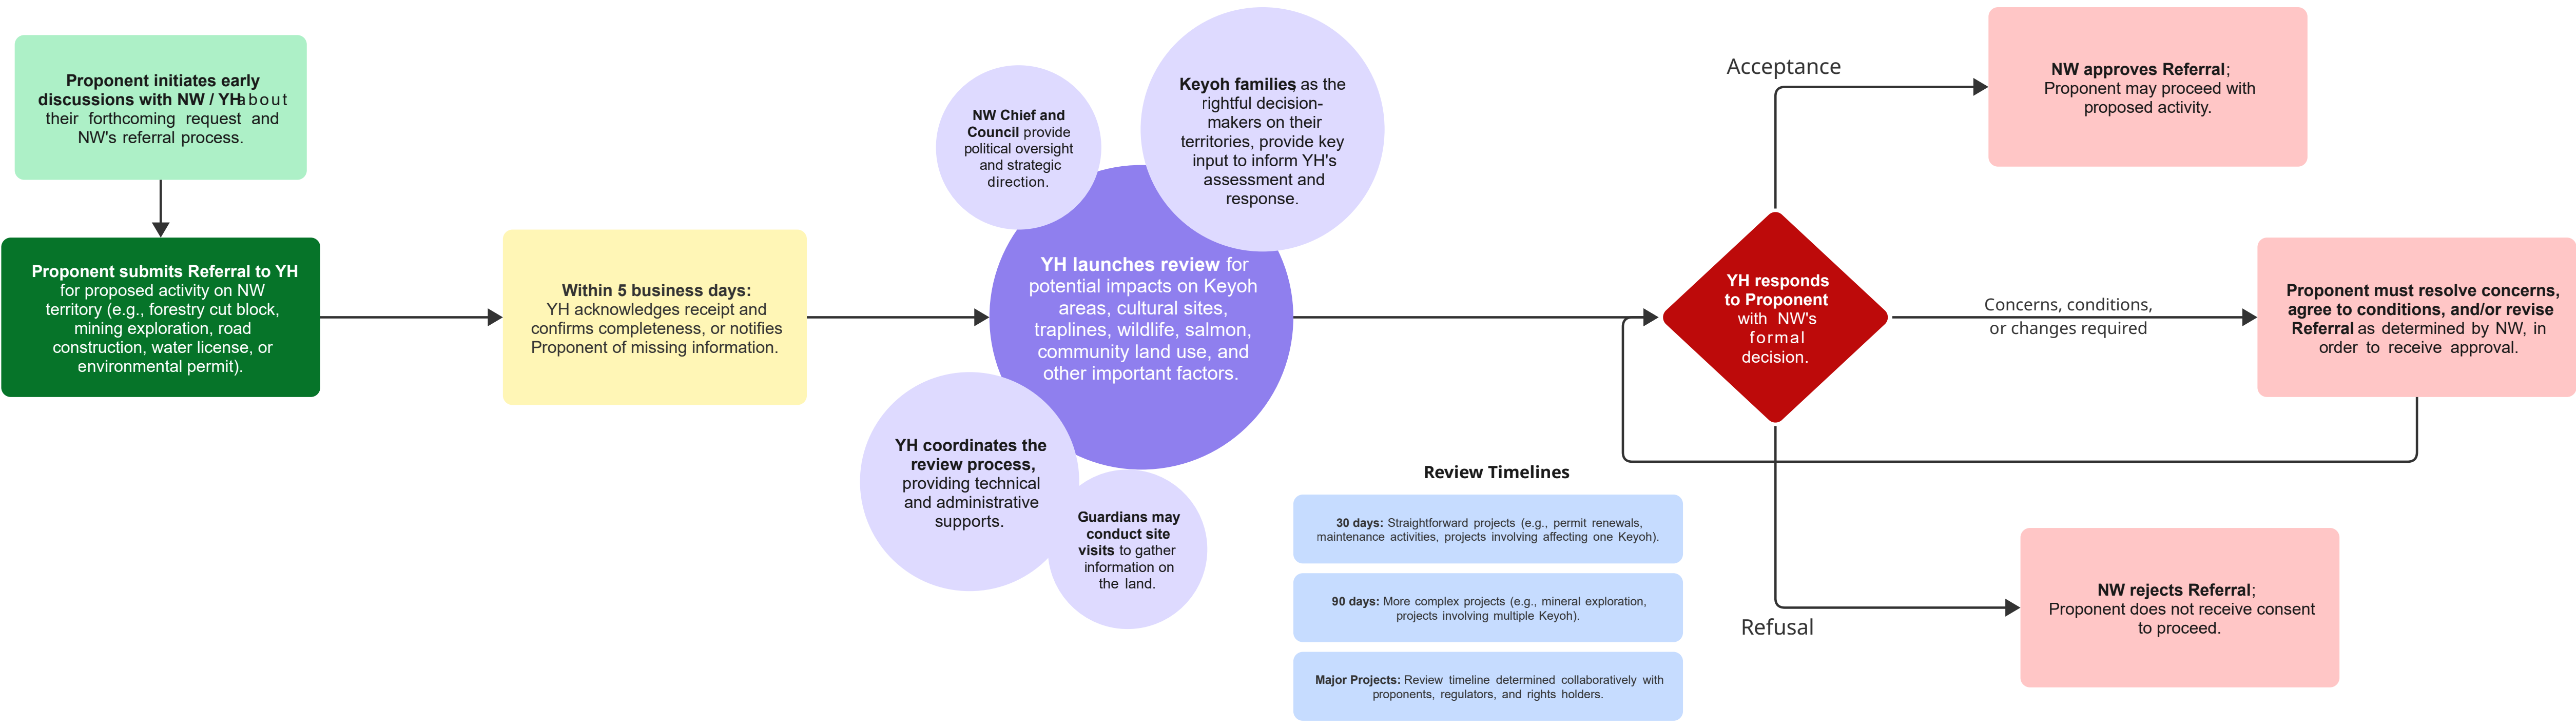 Proponent initiates early
discussions with NW / YH about
their forthcoming request and
NW's referral process.
Proponent submits Referral to YH
for proposed activity on NW
territory (e.g., forestry cut block,
mining exploration, road
construction, water license, or
environmental permit).
Within 5 business days:
YH acknowledges receipt and
confirms completeness, or notifies
Proponent of missing information.
NW Chief and
Council provide
political oversight
and strategic
direction.
Keyoh families, as the
rightful decision-
makers on their
territories, provide key
input to inform YH's
assessment and
response.
YH launches review for
potential impacts on Keyoh
areas, cultural sites,
traplines, wildlife, salmon,
community land use, and
other important factors.
YH coordinates the
review process,
providing technical
and administrative
supports.
Guardians may
conduct site
visits to gather
information on
the land.
Review Timelines
30 days: Straightforward projects (e.g., permit renewals,
maintenance activities, projects involving affecting one Keyoh).
90 days: More complex projects (e.g., mineral exploration,
projects involving multiple Keyoh).
Major Projects: Review timeline determined collaboratively with
proponents, regulators, and rights holders.
YH responds
to Proponent
with NW's
formal
decision.
Acceptance
NW approves Referral;
Proponent may proceed with
proposed activity.
Concerns, conditions,
or changes required
Proponent must resolve concerns,
agree to conditions, and/or revise
Referral as determined by NW, in
order to receive approval.
Refusal
NW rejects Referral;
Proponent does not receive consent
to proceed.